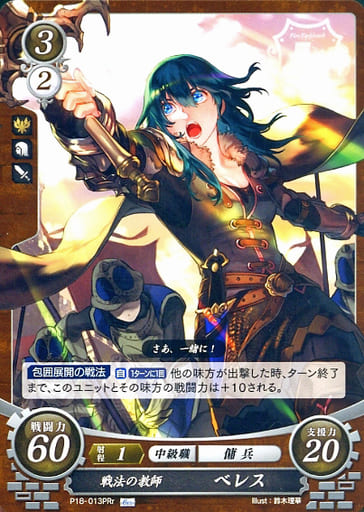 3
2
さあ、一緒に!
包囲展開の戦法 自 1ターンに1回 他の味方が出撃した時、ターン終了
まで、このユニットとその味方の戦闘力は+10される。
戦闘力
60
射程 1 中級職 傭兵
支援力
20
戦法の教師 ベレス
P18-013PRr
Illust:鈴木理華